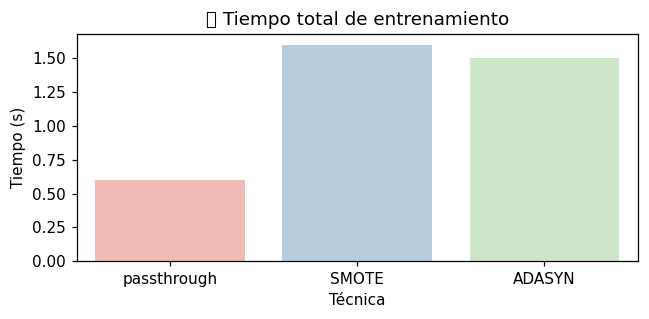 Tiempo total de entrenamiento
Tiempo (s)
1.50
1.25
1.00
0.75
0.50
0.25
0.00
passthrough SMOTE ADASYN
Técnica